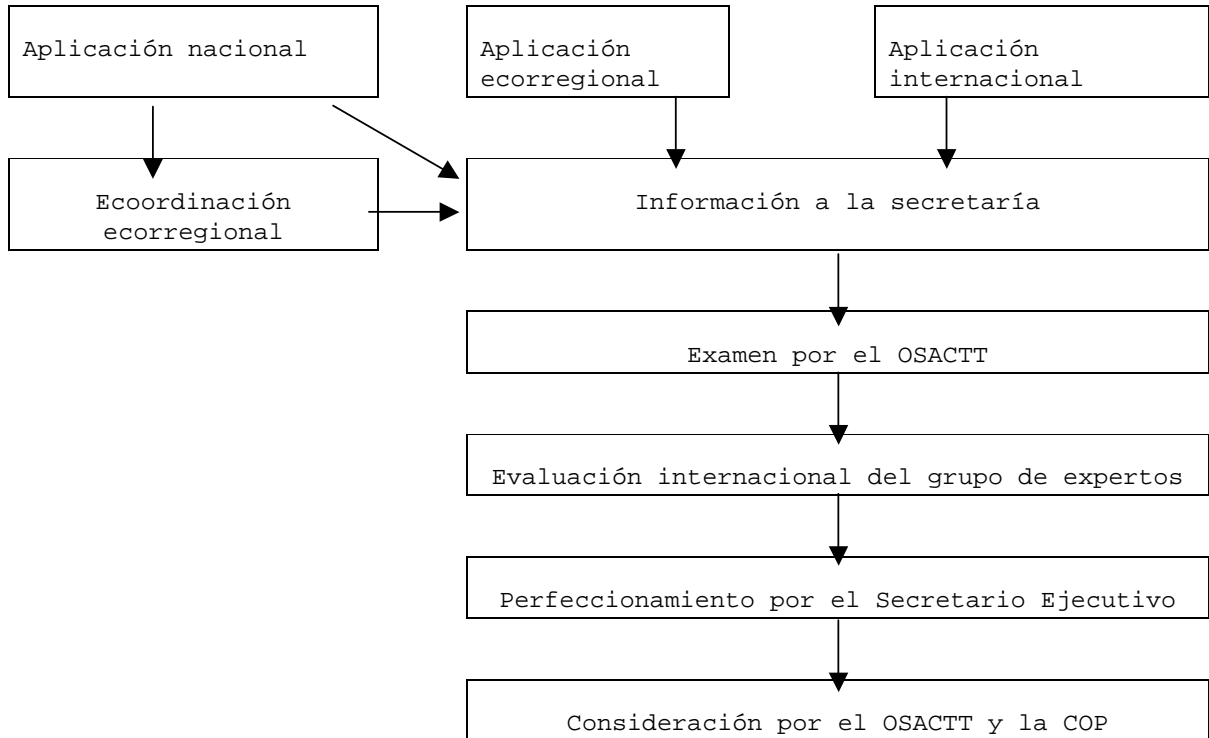 Aplicación nacional
Aplicación
ecorregional
Aplicación
internacional
Ecoordinación
ecorregional
Información a la secretaría
Examen por el OSACTT
Evaluación internacional del grupo de expertos
Perfeccionamiento por el Secretario Ejecutivo
Consideración por el OSACTT y la COP